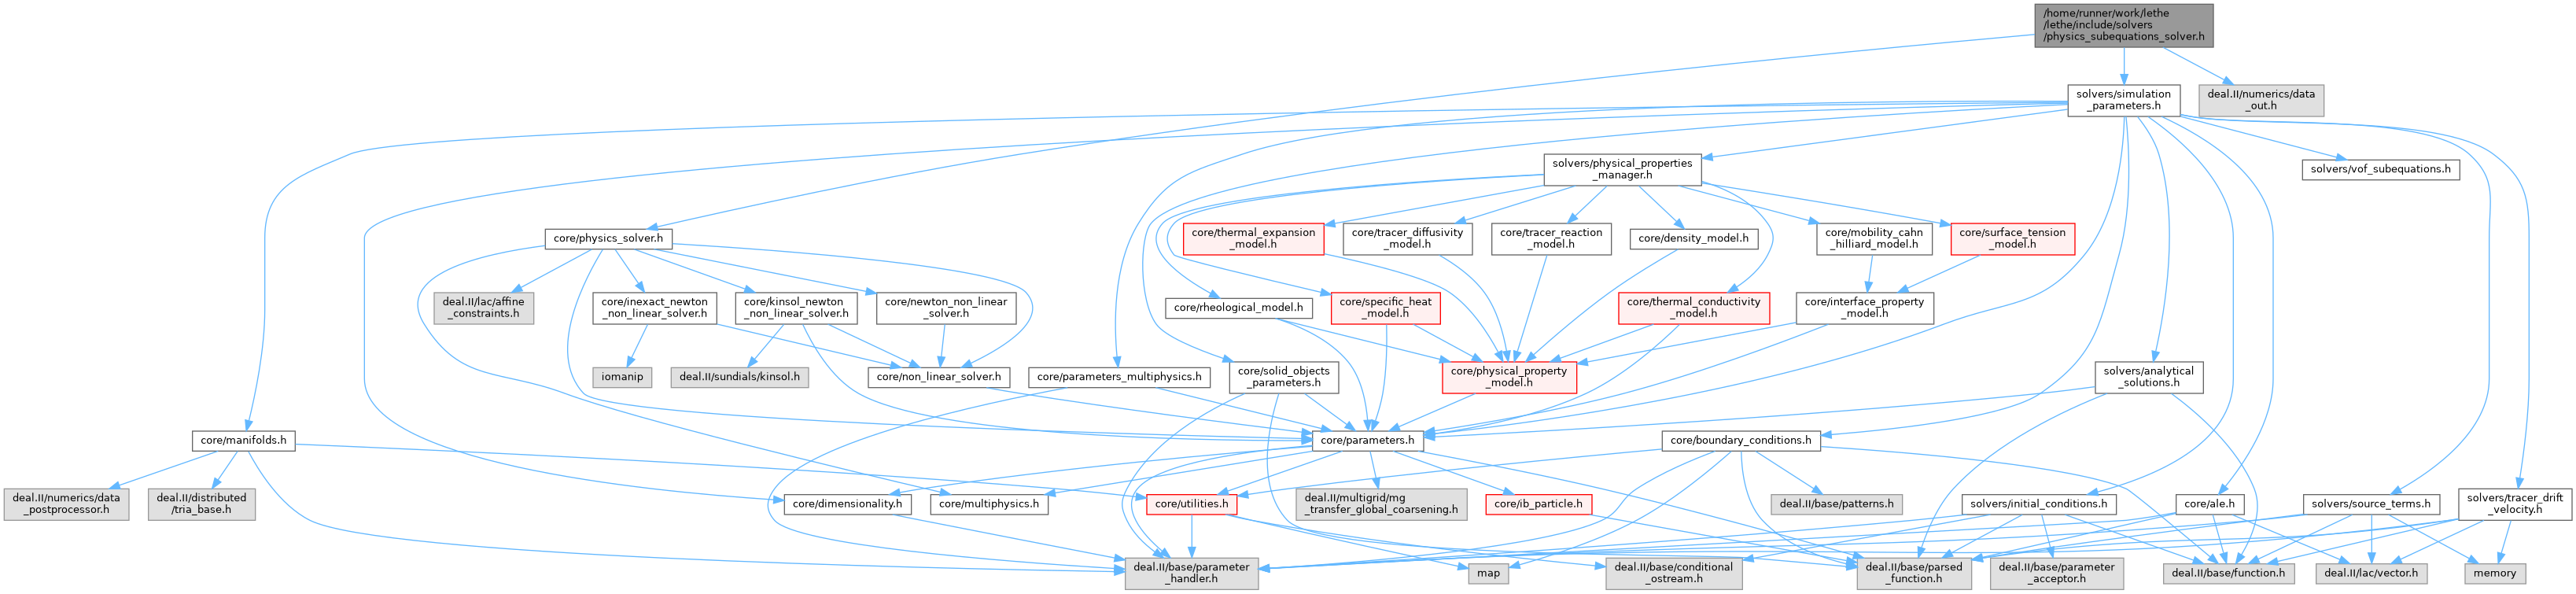 /home/runner/work/lethe
/lethe/include/solvers
/physics_subequations_solver.h
solvers/simulation
_parameters.h
deal.II/numerics/data
_out.h
solvers/physical_properties
_manager.h
solvers/vof_subequations.h
core/physics_solver.h
core/thermal_expansion
_model.h
core/tracer_diffusivity
_model.h
core/tracer_reaction
_model.h
core/density_model.h
core/mobility_cahn
_hilliard_model.h
core/surface_tension
_model.h
deal.II/lac/affine
_constraints.h
core/inexact_newton
_non_linear_solver.h
core/kinsol_newton
_non_linear_solver.h
core/newton_non_linear
_solver.h
core/rheological_model.h
core/specific_heat
_model.h
core/thermal_conductivity
_model.h
core/interface_property
_model.h
iomanip
deal.II/sundials/kinsol.h
core/non_linear_solver.h
core/parameters_multiphysics.h
core/solid_objects
_parameters.h
core/physical_property
_model.h
solvers/analytical
_solutions.h
core/manifolds.h
core/parameters.h
core/boundary_conditions.h
deal.II/numerics/data
_postprocessor.h
deal.II/distributed
/tria_base.h
core/dimensionality.h
core/multiphysics.h
core/utilities.h
deal.II/multigrid/mg
_transfer_global_coarsening.h
core/ib_particle.h
deal.II/base/patterns.h
solvers/initial_conditions.h
core/ale.h
solvers/source_terms.h
solvers/tracer_drift
_velocity.h
deal.II/base/parameter
_handler.h
map
deal.II/base/conditional
_ostream.h
deal.II/base/parsed
_function.h
deal.II/base/parameter
_acceptor.h
deal.II/base/function.h
deal.II/lac/vector.h
memory